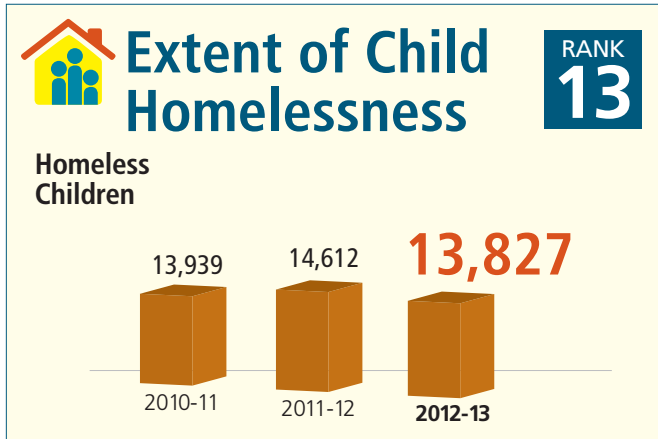 Extent of Child
Homelessness
RANK
13
Homeless
Children
13,939
14,612
13,827
2010-11
2011-12
2012-13